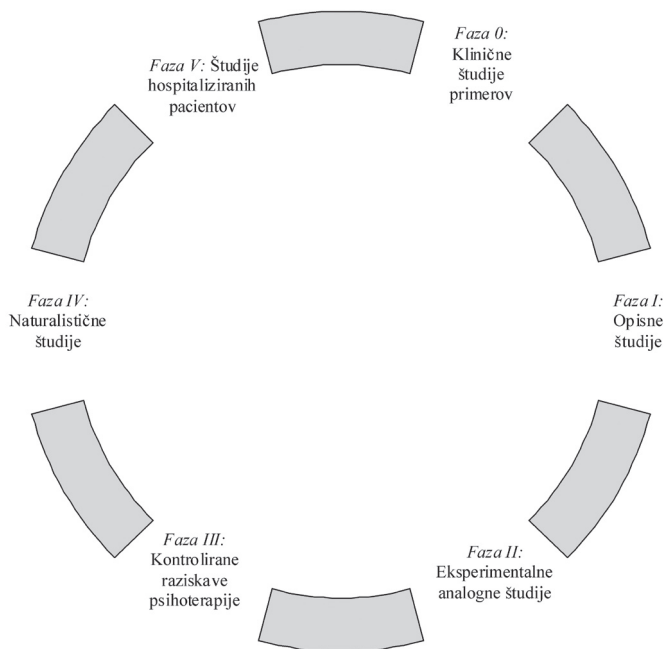 Faza 0:
Klinične
študije
primerov
Faza I:
Opisne
študije
Faza II:
Eksperimentalne
analogne študije
Faza III:
Kontrolirane
raziskave
psihoterapije
Faza IV:
Naturalistične
študije
Faza V: Študije
hospitaliziranih
pacientov